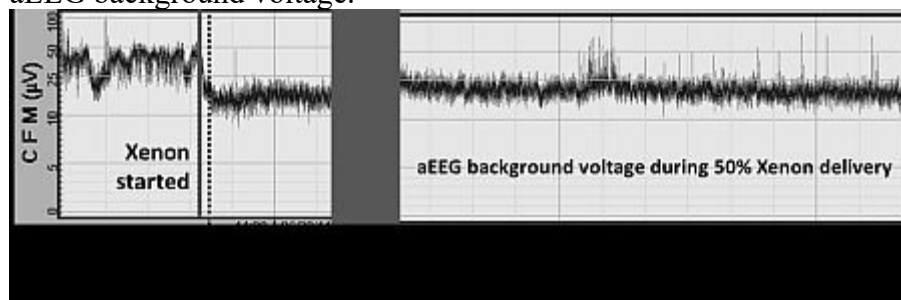 aEEG background voltage.
100
50
25
10
5
0
C F M (µV)
Xenon
started
aEEG background voltage during 50% Xenon delivery